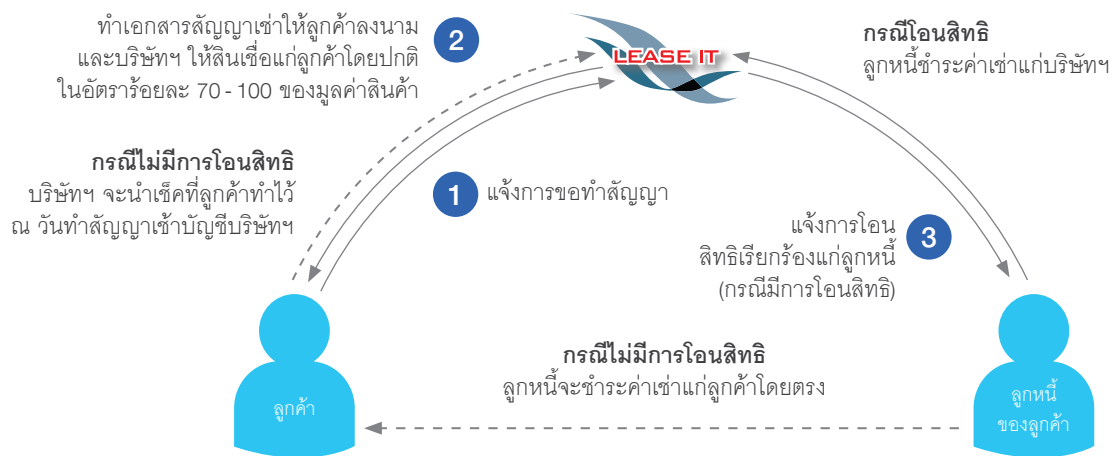 ทำเอกสารสัญญาเช่าให้ลูกค้าลงนาม
และบริษัทฯ ให้สินเชื่อแก่ลูกค้าโดยปกติ
ในอัตราร้อยละ 70 - 100 ของมูลค่าสินค้า
2
LEASE IT
กรณีโอนสิทธิ
ลูกหนี้ชำระค่าเช่าแก่บริษัทฯ
กรณีไม่มีการโอนสิทธิ
บริษัทฯ จะนำเช็คที่ลูกค้าทำไว้
ณ วันทำสัญญาเข้าบัญชีบริษัทฯ
1
แจ้งการขอทำสัญญา
แจ้งการโอน
สิทธิเรียกร้องแก่ลูกหนี้
(กรณีมีการโอนสิทธิ)
3
กรณีไม่มีการโอนสิทธิ
ลูกหนี้จะชำระค่าเช่าแก่ลูกค้าโดยตรง
ลูกค้า
ลูกหนี้
ของลูกค้า